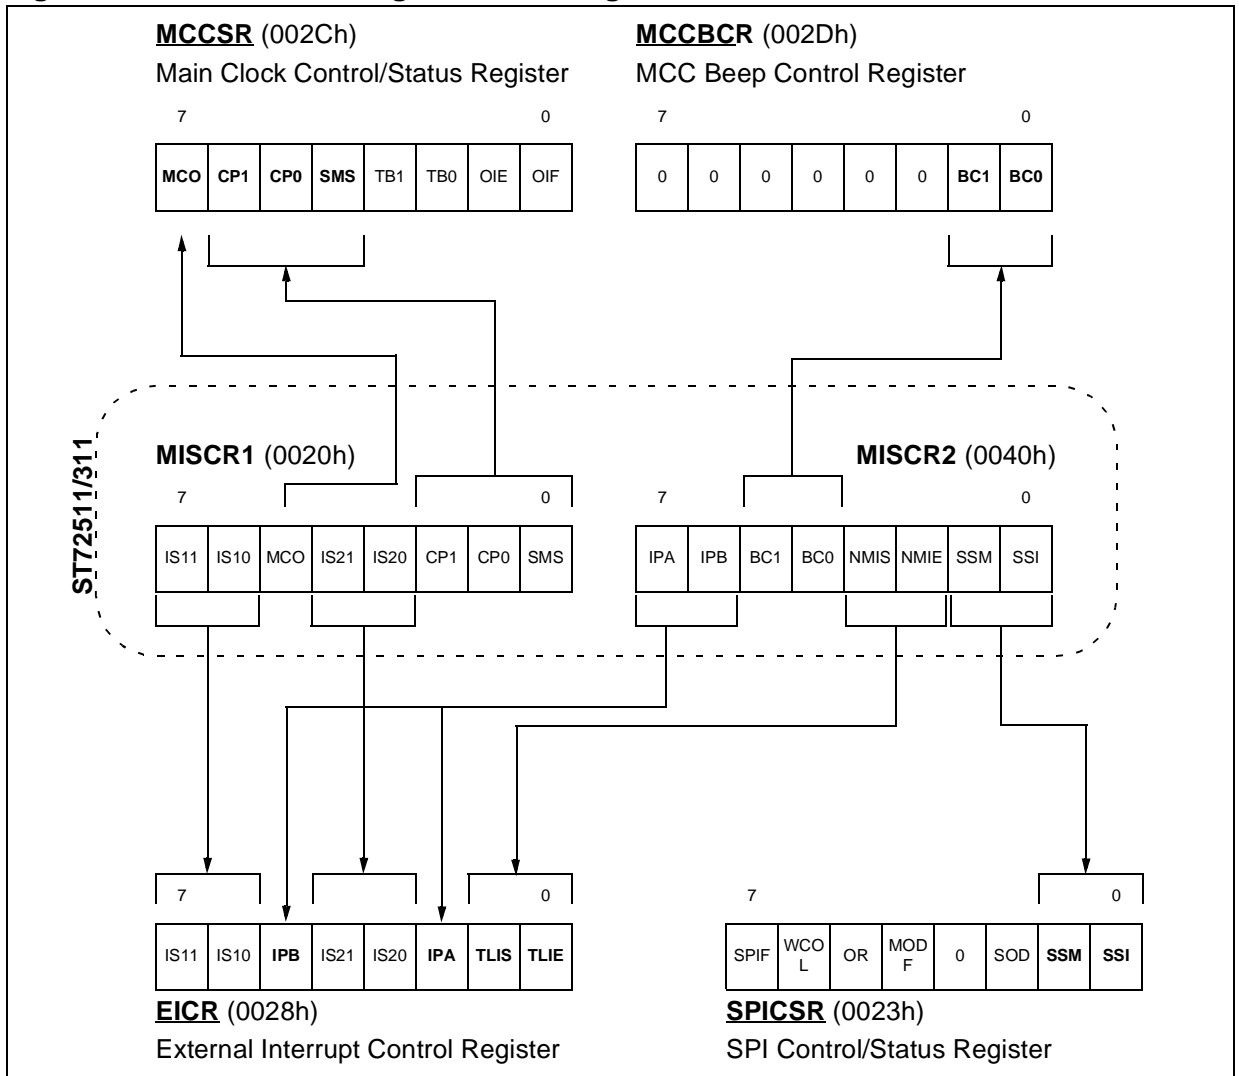 MCCSR (002Ch)
Main Clock Control/Status Register
7 0
MCO CP1 CP0 SMS TB1 TB0 OIE OIF
MCCBCR (002Dh)
MCC Beep Control Register
7 0
0 0 0 0 0 0 BC1 BC0
ST72511/311
MISCR1 (0020h)
7 0
IS11 IS10 MCO IS21 IS20 CP1 CP0 SMS
MISCR2 (0040h)
7 0
IPA IPB BC1 BC0 NMIS NMIE SSM SSI
7 0
IS11 IS10 IPB IS21 IS20 IPA TLIS TLIE
EICR (0028h)
External Interrupt Control Register
7 0
SPIF WCO
L OR MOD
F 0 SOD SSM SSI
SPICSR (0023h)
SPI Control/Status Register